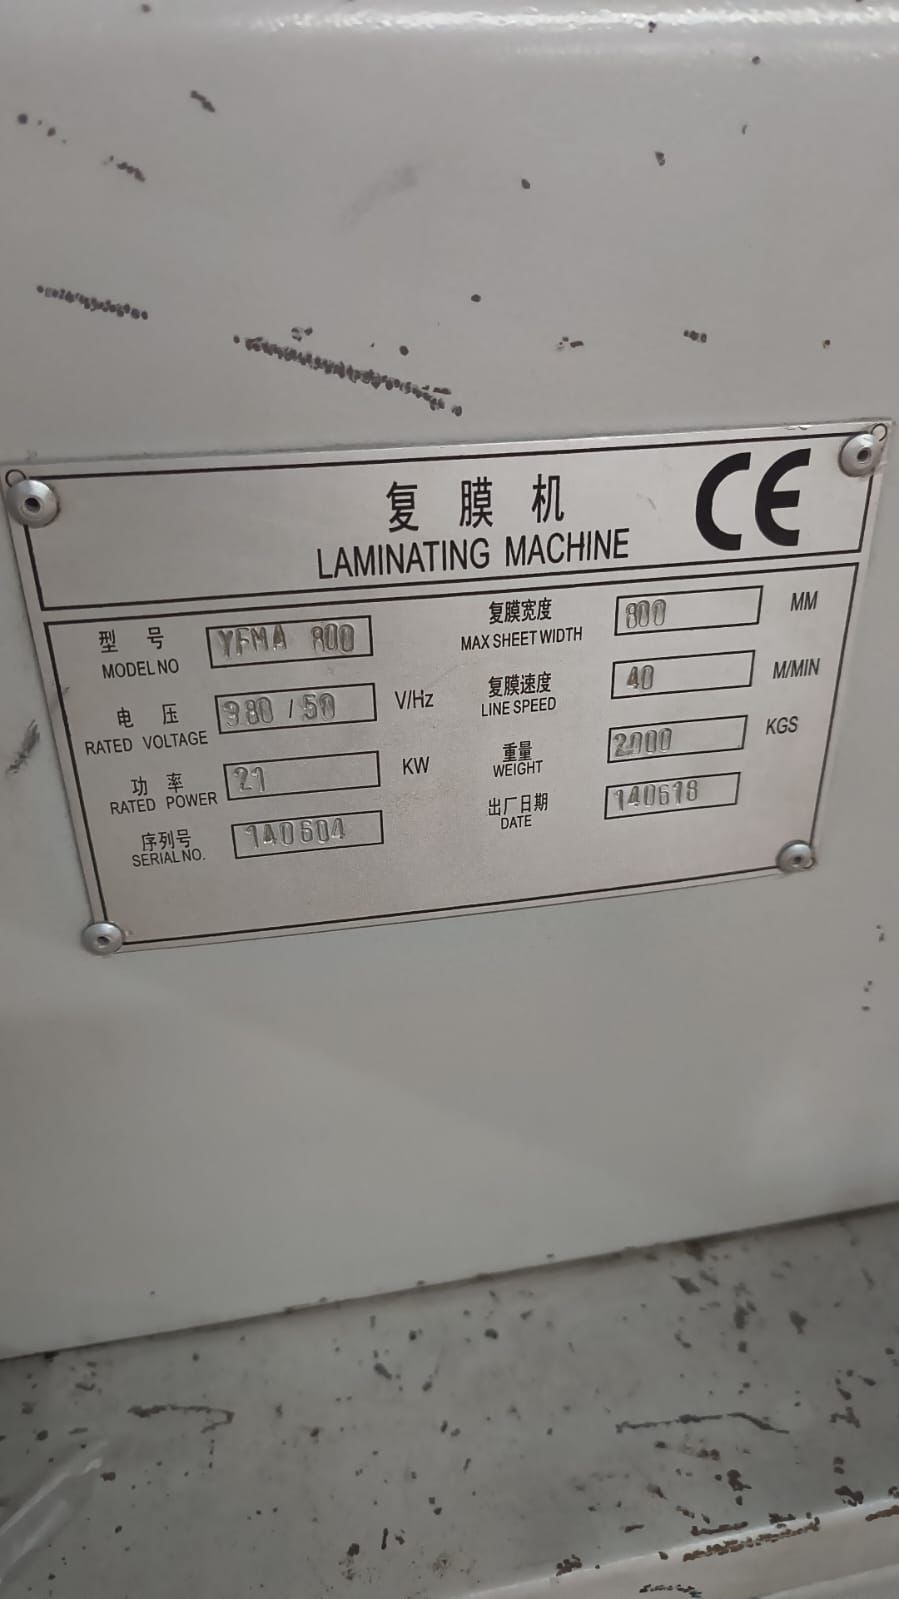 复膜机
CE
LAMINATING MACHINE
型号 YFMA 800
MODEL NO
复膜宽度 800 MM
MAX SHEET WIDTH
电压 380/50 V/Hz
RATED VOLTAGE
复膜速度 40 M/MIN
LINE SPEED
功率 21 KW
RATED POWER
重量 2000 KGS
WEIGHT
序列号 140604
SERIAL NO.
出厂日期 140618
DATE